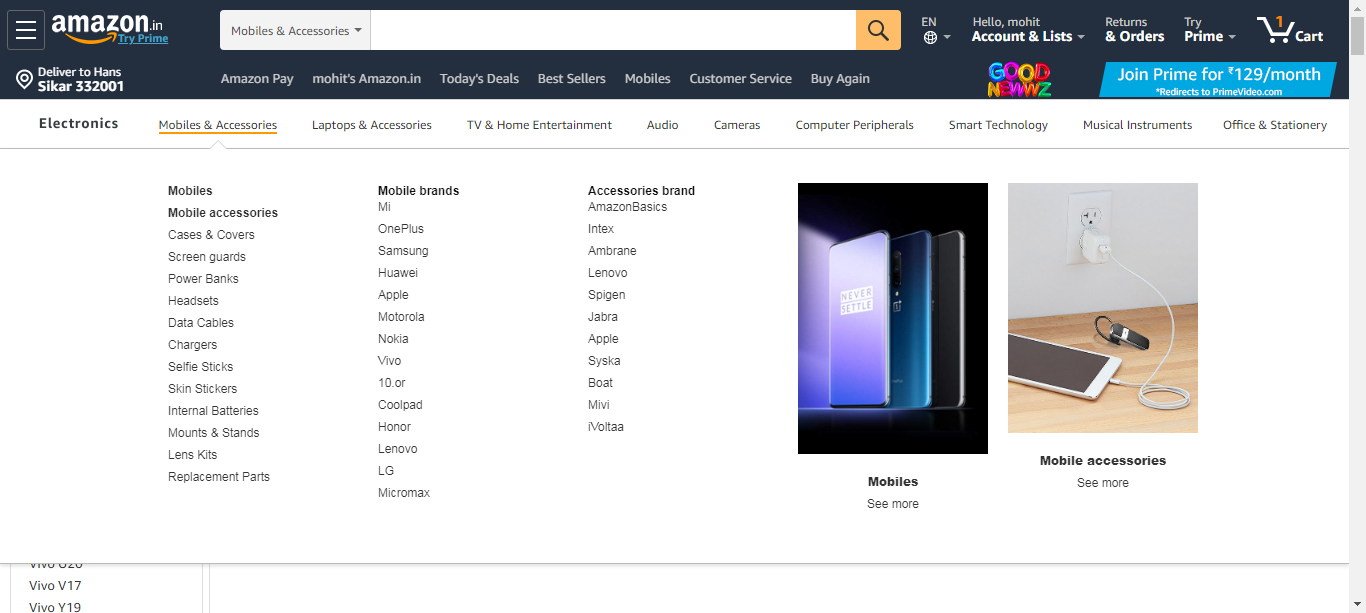 amazon.in
Try Prime
Mobiles & Accessories
EN
Hello, mohit
Account & Lists
Returns
& Orders
Try
Prime
1
Cart
Deliver to Hans
Sikar 332001
Amazon Pay
mohit's Amazon.in
Today's Deals
Best Sellers
Mobiles
Customer Service
Buy Again
GOOD
NEWWZ
Join Prime for ₹129/month
*Redirects to PrimeVideo.com
Electronics
Mobiles & Accessories
Laptops & Accessories
TV & Home Entertainment
Audio
Cameras
Computer Peripherals
Smart Technology
Musical Instruments
Office & Stationery
Mobiles
Mobile accessories
Cases & Covers
Screen guards
Power Banks
Headsets
Data Cables
Chargers
Selfie Sticks
Skin Stickers
Internal Batteries
Mounts & Stands
Lens Kits
Replacement Parts
Mobile brands
Mi
OnePlus
Samsung
Huawei
Apple
Motorola
Nokia
Vivo
10.or
Coolpad
Honor
Lenovo
LG
Micromax
Accessories brand
AmazonBasics
Intex
Ambrane
Lenovo
Spigen
Jabra
Apple
Syska
Boat
Mivi
iVoltaa
NEVER
SETTLE
Mobiles
See more
Mobile accessories
See more
Vivo U20
Vivo V17
Vivo Y19